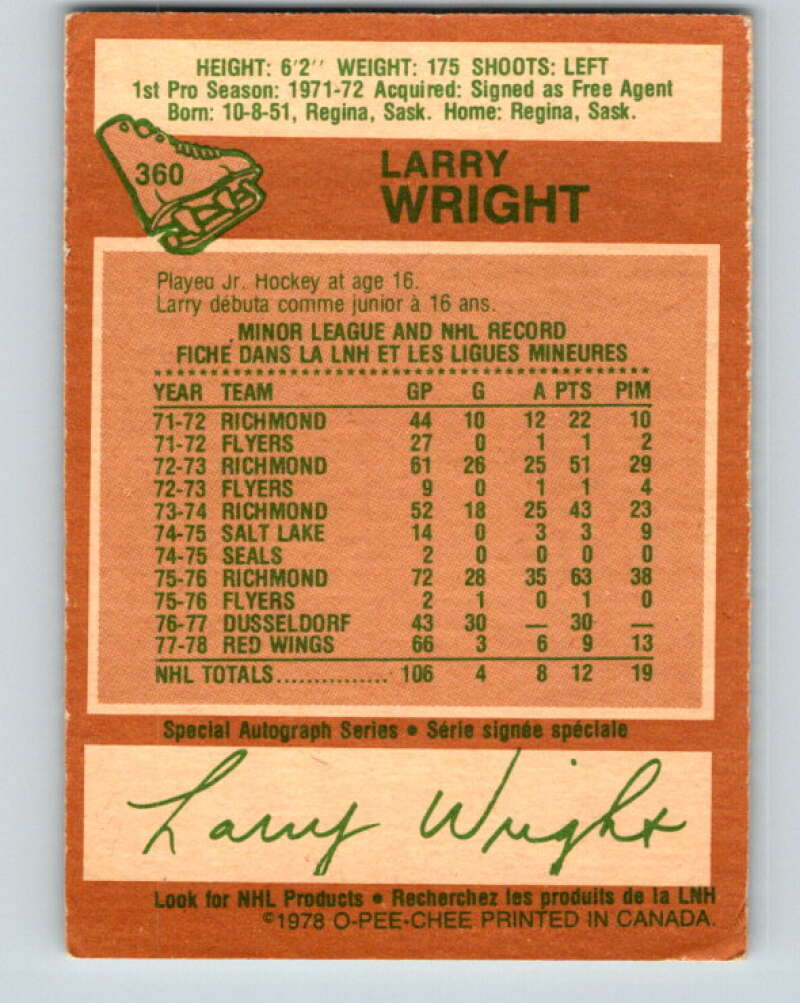 HEIGHT: 6'2'' WEIGHT: 175 SHOOTS: LEFT
1st Pro Season: 1971-72 Acquired: Signed as Free Agent
Born: 10-8-51, Regina, Sask. Home: Regina, Sask.
360
LARRY
WRIGHT
Played Jr. Hockey at age 16.
Larry débuta comme junior à 16 ans.
MINOR LEAGUE AND NHL RECORD
FICHE DANS LA LNH ET LES LIGUES MINEURES
YEAR TEAM GP G A PTS PIM
71-72 RICHMOND 44 10 12 22 10
71-72 FLYERS 27 0 1 1 2
72-73 RICHMOND 61 26 25 51 29
72-73 FLYERS 9 0 1 1 4
73-74 RICHMOND 52 18 25 43 23
74-75 SALT LAKE 14 0 3 3 9
74-75 SEALS 2 0 0 0 0
75-76 RICHMOND 72 28 35 63 38
75-76 FLYERS 2 1 0 1 0
76-77 DUSSELDORF 43 30 — 30 —
77-78 RED WINGS 66 3 6 9 13
NHL TOTALS............... 106 4 8 12 19
Special Autograph Series • Série signée spéciale
Larry Wright
Look for NHL Products • Recherchez les produits de la LNH
©1978 O-PEE-CHEE PRINTED IN CANADA.